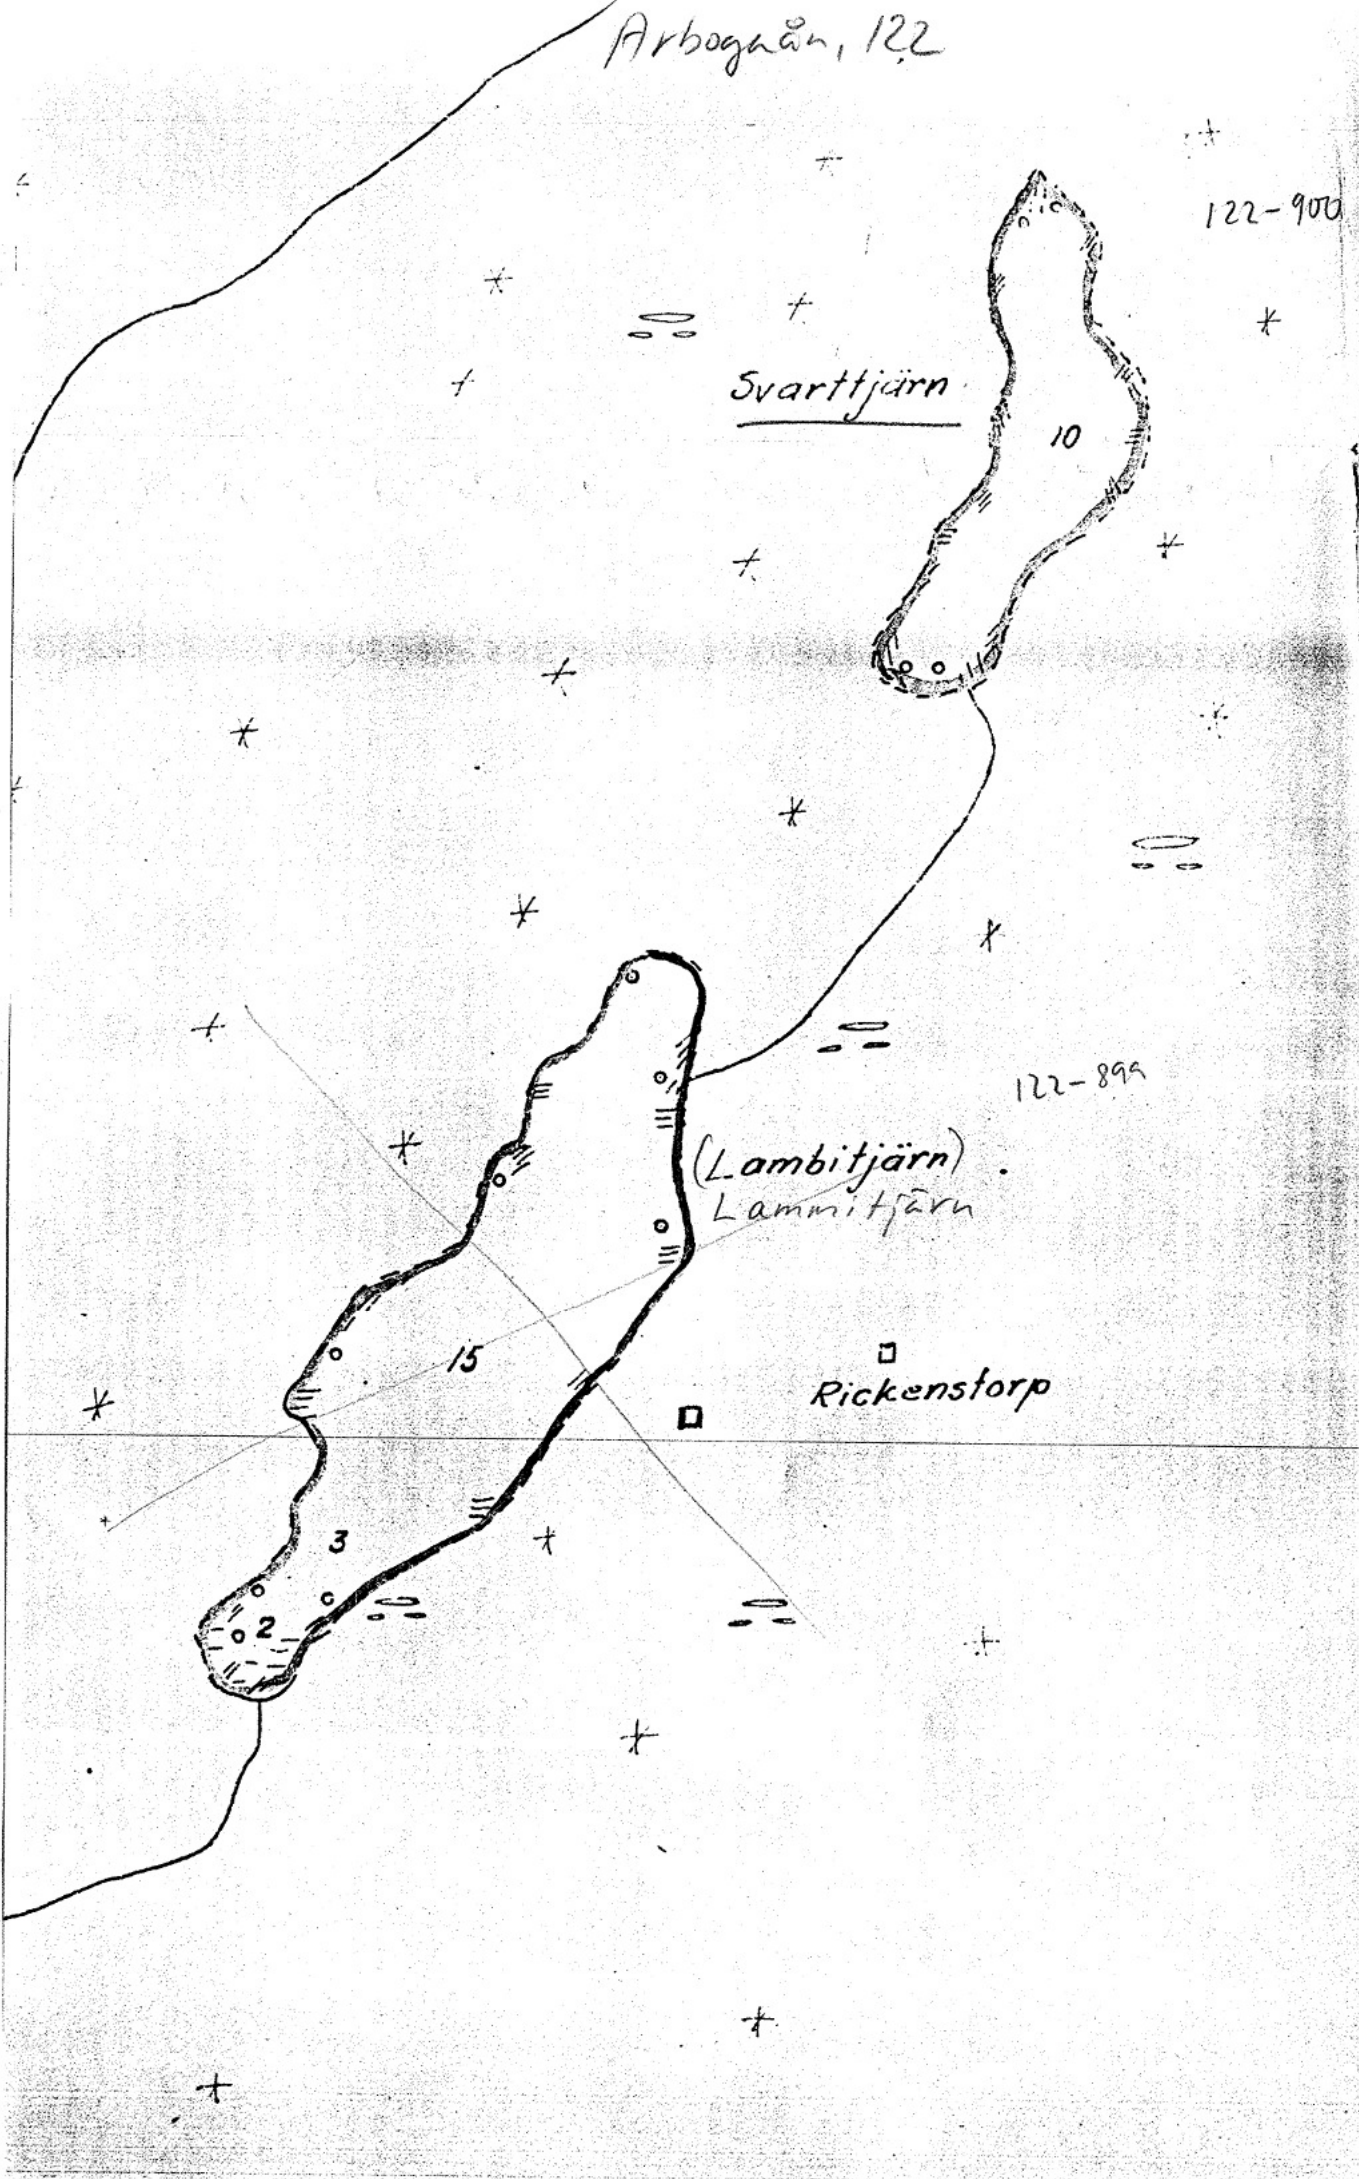 Arbogaån, 122
122-900
Svarttjärn
10
122-899
(Lambitjärn)
Lammitjärn
15
Rickenstorp
3
2